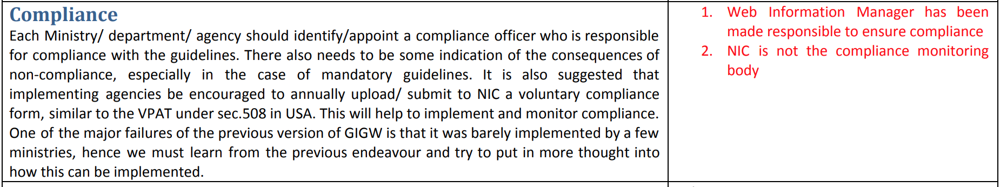 Compliance
Each Ministry/ department/ agency should identify/appoint a compliance officer who is responsible
for compliance with the guidelines. There also needs to be some indication of the consequences of
non-compliance, especially in the case of mandatory guidelines. It is also suggested that
implementing agencies be encouraged to annually upload/ submit to NIC a voluntary compliance
form, similar to the VPAT under sec.508 in USA. This will help to implement and monitor compliance.
One of the major failures of the previous version of GIGW is that it was barely implemented by a few
ministries, hence we must learn from the previous endeavour and try to put in more thought into
how this can be implemented.
1. Web Information Manager has been
made responsible to ensure compliance
2. NIC is not the compliance monitoring
body